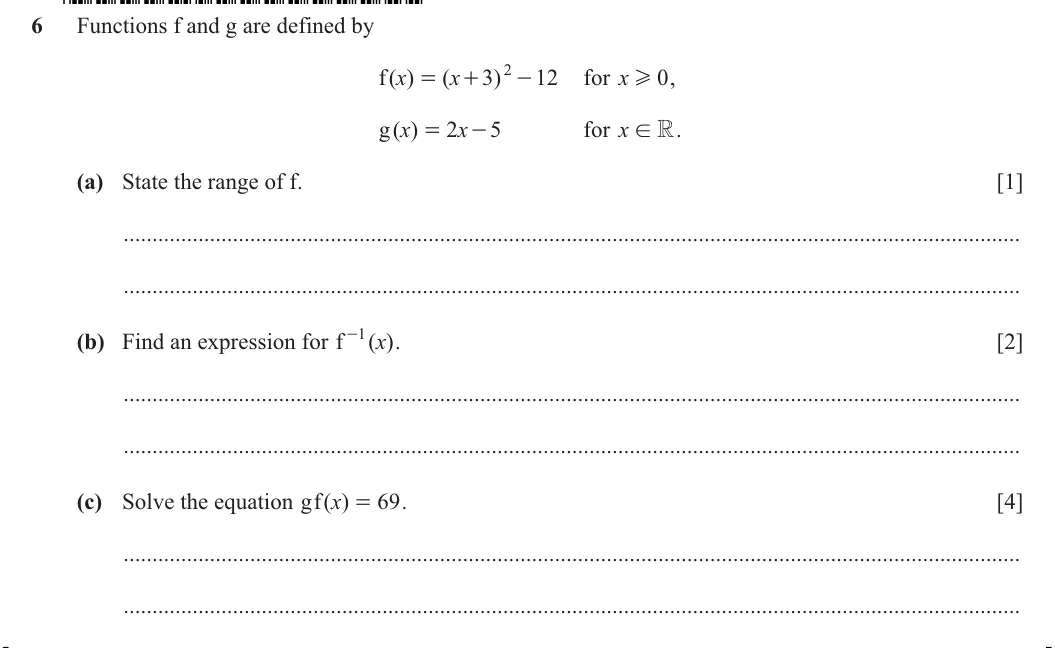 6 Functions f and g are defined by
f(x) = (x+3)² − 12 for x ⩾ 0,
g(x) = 2x − 5 for x ∈ ℝ.
(a) State the range of f. [1]
(b) Find an expression for f⁻¹(x). [2]
(c) Solve the equation gf(x) = 69. [4]